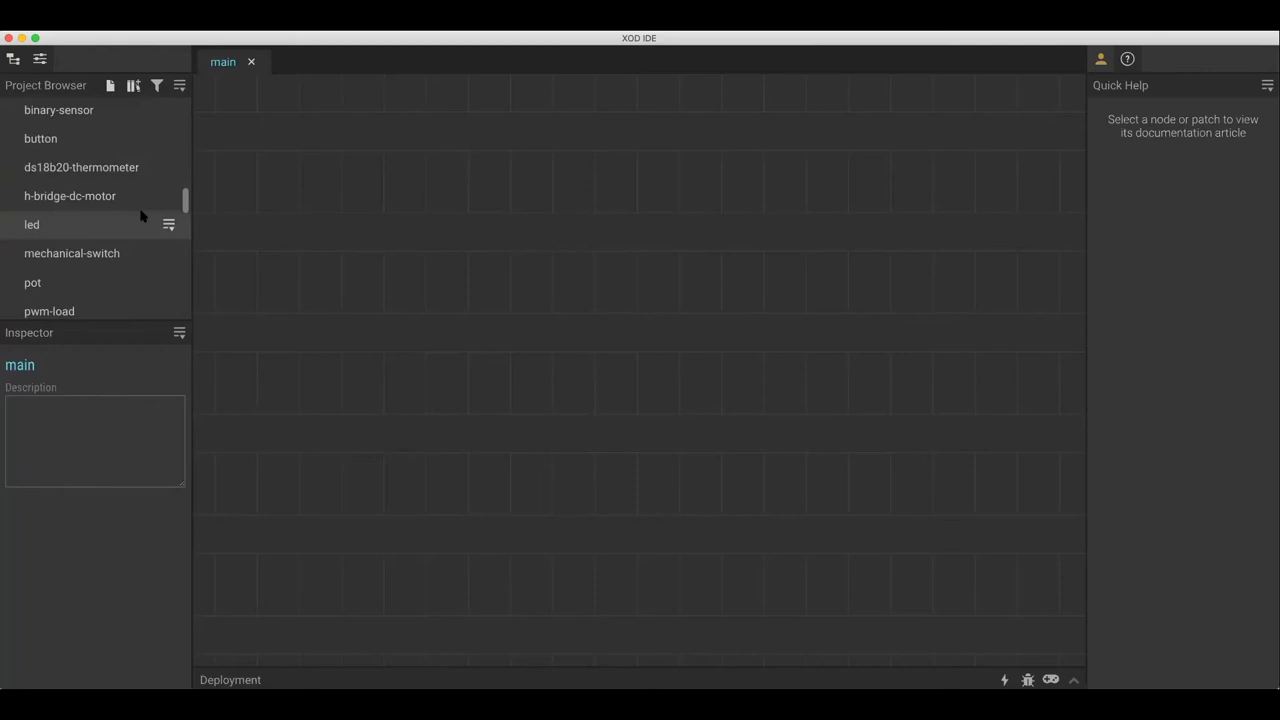 XOD IDE
main
Project Browser
Quick Help
binary-sensor
button
ds18b20-thermometer
h-bridge-dc-motor
led
mechanical-switch
pot
pwm-load
Inspector
main
Description
Select a node or patch to view
its documentation article
Deployment